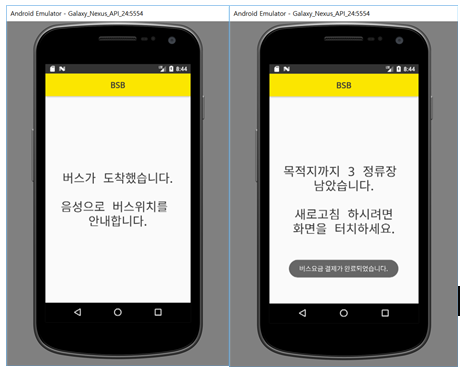 Android Emulator - Galaxy_Nexus_API_24:5554
8:44
BSB
버스가 도착했습니다.
음성으로 버스위치를
안내합니다.
Android Emulator - Galaxy_Nexus_API_24:5554
8:44
BSB
목적지까지 3 정류장
남았습니다.
새로고침 하시려면
화면을 터치하세요.
버스요금 결제가 완료되었습니다.